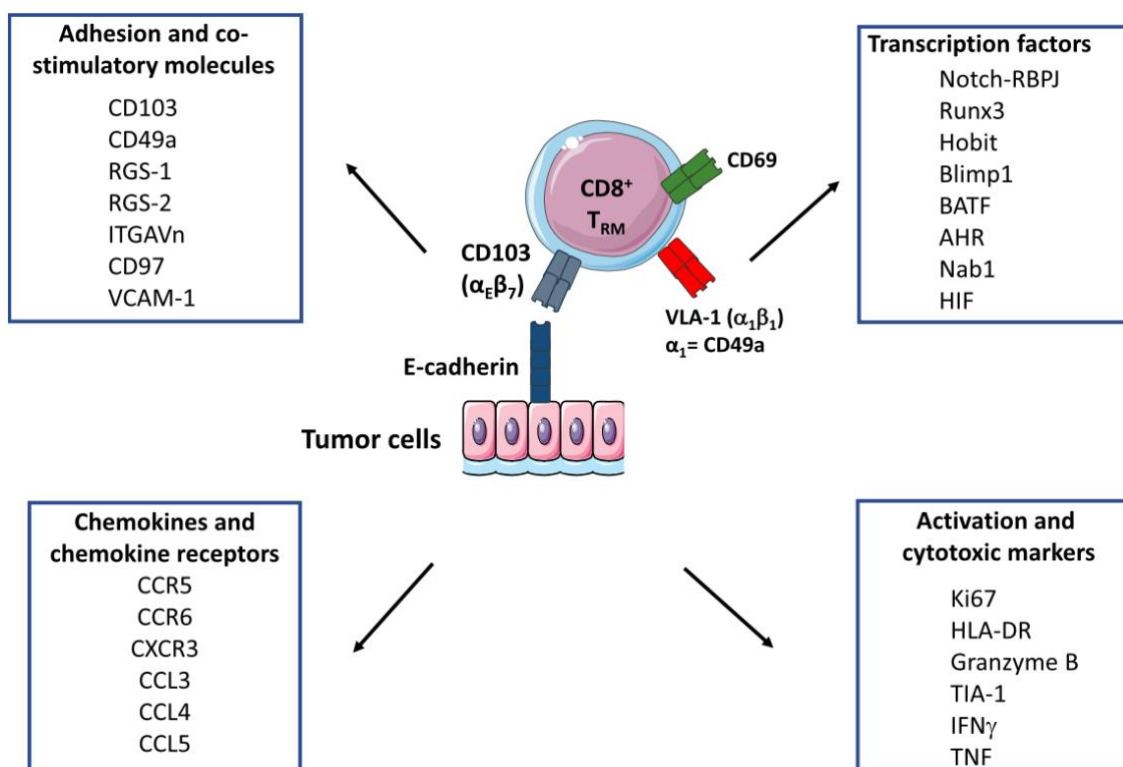 Adhesion and co-
stimulatory molecules
CD103
CD49a
RGS-1
RGS-2
ITGAVn
CD97
VCAM-1
Transcription factors
Notch-RBPJ
Runx3
Hobit
Blimp1
BATF
AHR
Nab1
HIF
CD69
CD8⁺
T_RM
CD103
(α_Eβ₇)
VLA-1 (α₁β₁)
α₁= CD49a
E-cadherin
Tumor cells
Chemokines and
chemokine receptors
CCR5
CCR6
CXCR3
CCL3
CCL4
CCL5
Activation and
cytotoxic markers
Ki67
HLA-DR
Granzyme B
TIA-1
IFNγ
TNF